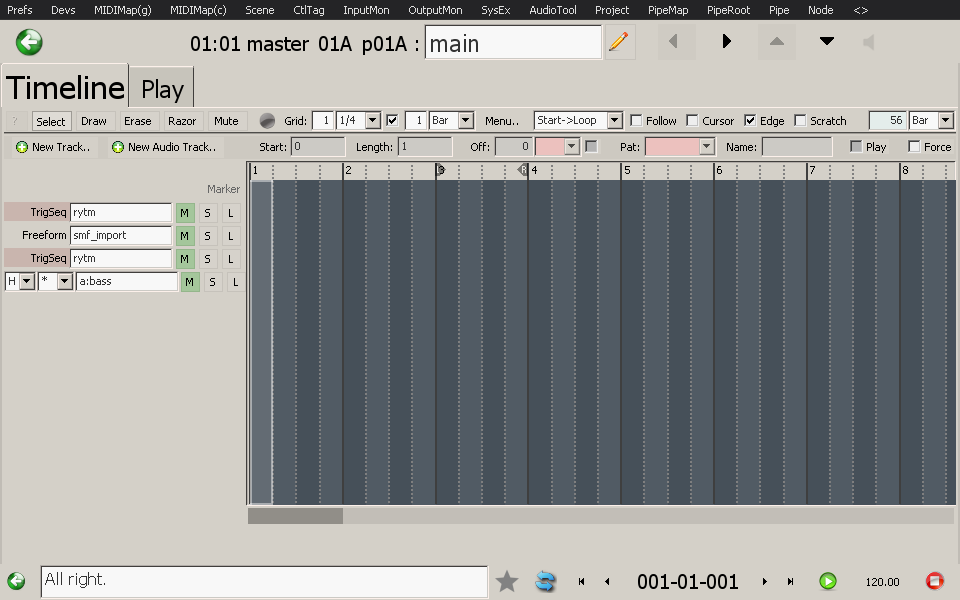 Prefs Devs MIDIMap(g) MIDIMap(c) Scene CtlTag InputMon OutputMon SysEx AudioTool Project PipeMap PipeRoot Pipe Node <>
01:01 master 01A p01A : main
Timeline Play
? Select Draw Erase Razor Mute Grid: 1 1/4 1 Bar Menu.. Start->Loop Follow Cursor Edge Scratch 56 Bar
New Track.. New Audio Track.. Start: 0 Length: 1 Off: 0 Pat: Name: Play Force
1 2 4 5 6 7 8
Marker
TrigSeq rytm M S L
Freeform smf_import M S L
TrigSeq rytm M S L
H * a:bass M S L
All right. 001-01-001 120.00